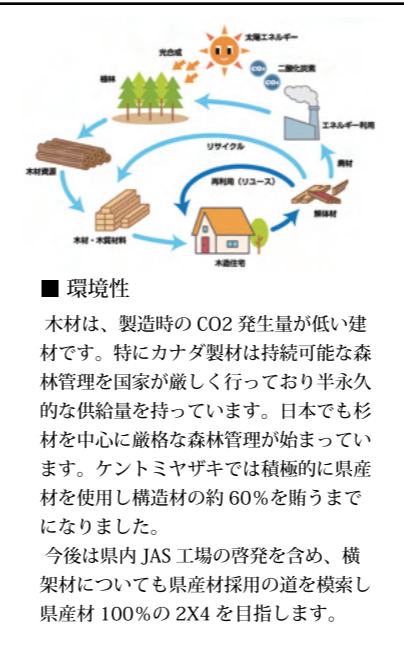 太陽エネルギー
光合成
CO₂
二酸化炭素
CO₂
植林
エネルギー利用
リサイクル
廃材
木材資源
再利用（リユース）
解体材
木材・木質材料
木造住宅
■ 環境性
木材は、製造時の CO2 発生量が低い建
材です。特にカナダ製材は持続可能な森
林管理を国家が厳しく行っており半永久
的な供給量を持っています。日本でも杉
材を中心に厳格な森林管理が始まってい
ます。ケントミヤザキでは積極的に県産
材を使用し構造材の約 60％を賄うまで
になりました。
今後は県内 JAS 工場の啓発を含め、横
架材についても県産材採用の道を模索し
県産材 100％の 2X4 を目指します。